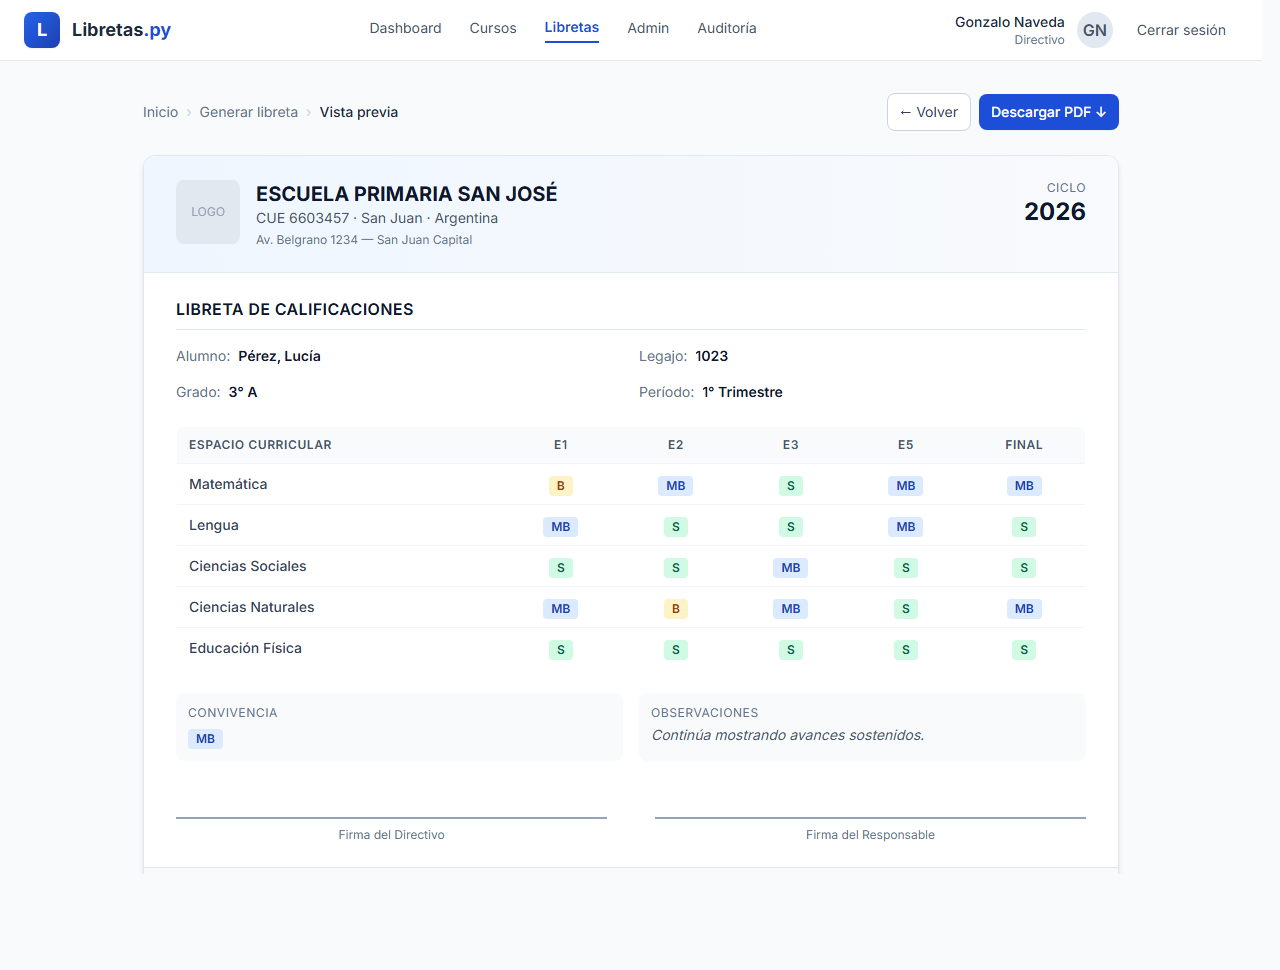 L Libretas.py Dashboard Cursos Libretas Admin Auditoría Gonzalo Naveda Directivo GN Cerrar sesión
Inicio › Generar libreta › Vista previa ← Volver Descargar PDF ↓
LOGO
ESCUELA PRIMARIA SAN JOSÉ
CUE 6603457 · San Juan · Argentina
Av. Belgrano 1234 — San Juan Capital
CICLO
2026
LIBRETA DE CALIFICACIONES
Alumno: Pérez, Lucía Legajo: 1023
Grado: 3° A Período: 1° Trimestre
ESPACIO CURRICULAR E1 E2 E3 E5 FINAL
Matemática B MB S MB MB
Lengua MB S S MB S
Ciencias Sociales S S MB S S
Ciencias Naturales MB B MB S MB
Educación Física S S S S S
CONVIVENCIA
MB
OBSERVACIONES
Continúa mostrando avances sostenidos.
Firma del Directivo Firma del Responsable